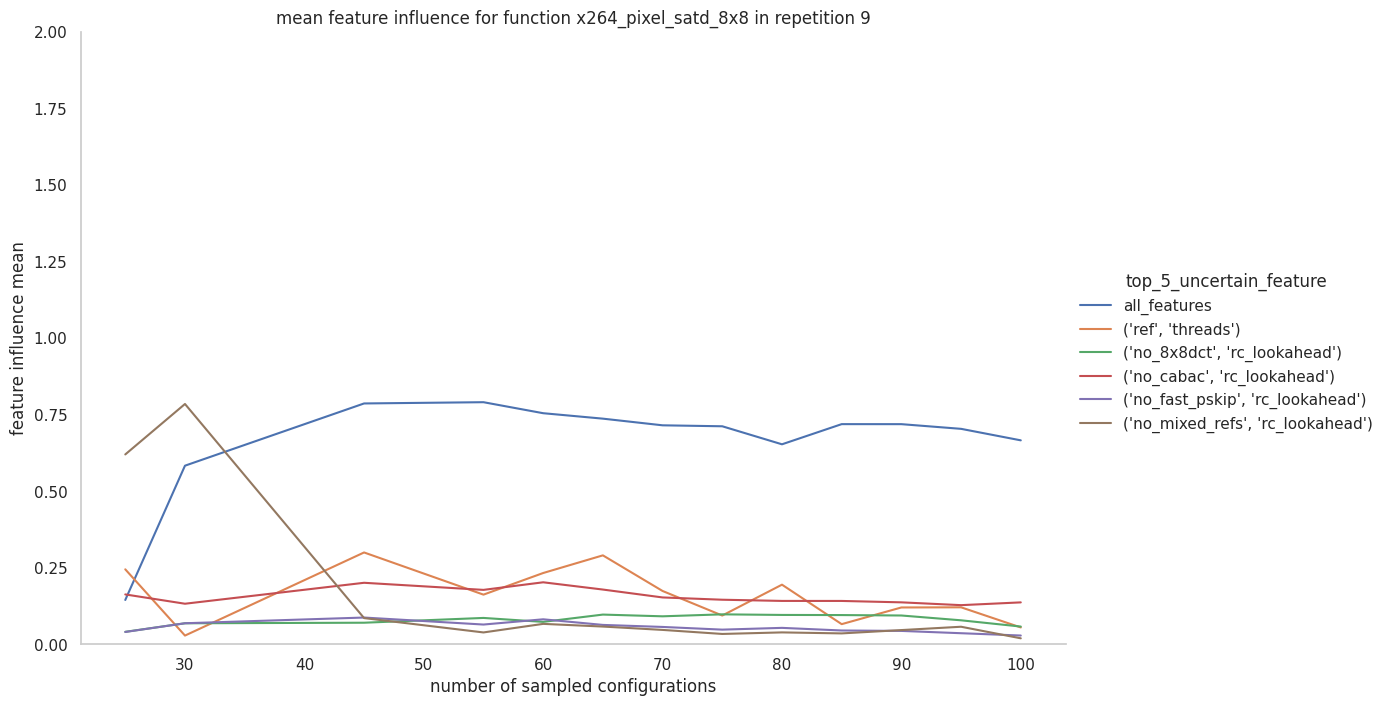 mean feature influence for function x264_pixel_satd_8x8 in repetition 9
2.00
1.75
1.50
1.25
1.00
0.75
0.50
0.25
0.00
feature influence mean
30 40 50 60 70 80 90 100
number of sampled configurations
top_5_uncertain_feature
all_features
('ref', 'threads')
('no_8x8dct', 'rc_lookahead')
('no_cabac', 'rc_lookahead')
('no_fast_pskip', 'rc_lookahead')
('no_mixed_refs', 'rc_lookahead')